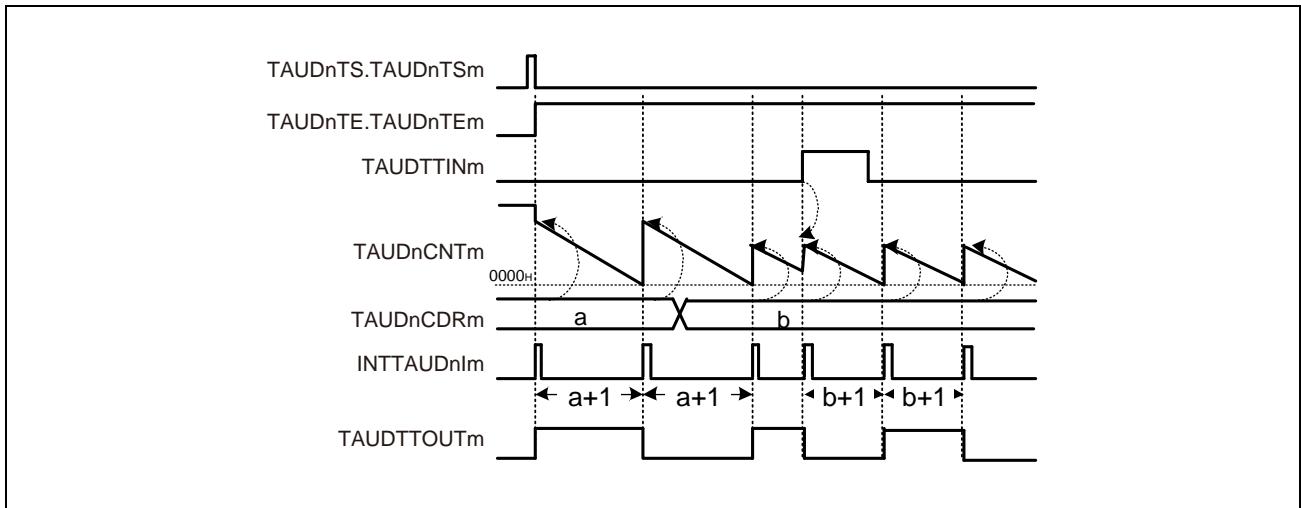 TAUDnTS.TAUDnTSm
TAUDnTE.TAUDnTEm
TAUDTTINm
TAUDnCNTm
0000H
TAUDnCDRm
a
b
INTTAUDnIm
a+1
a+1
b+1
b+1
TAUDTTOUTm